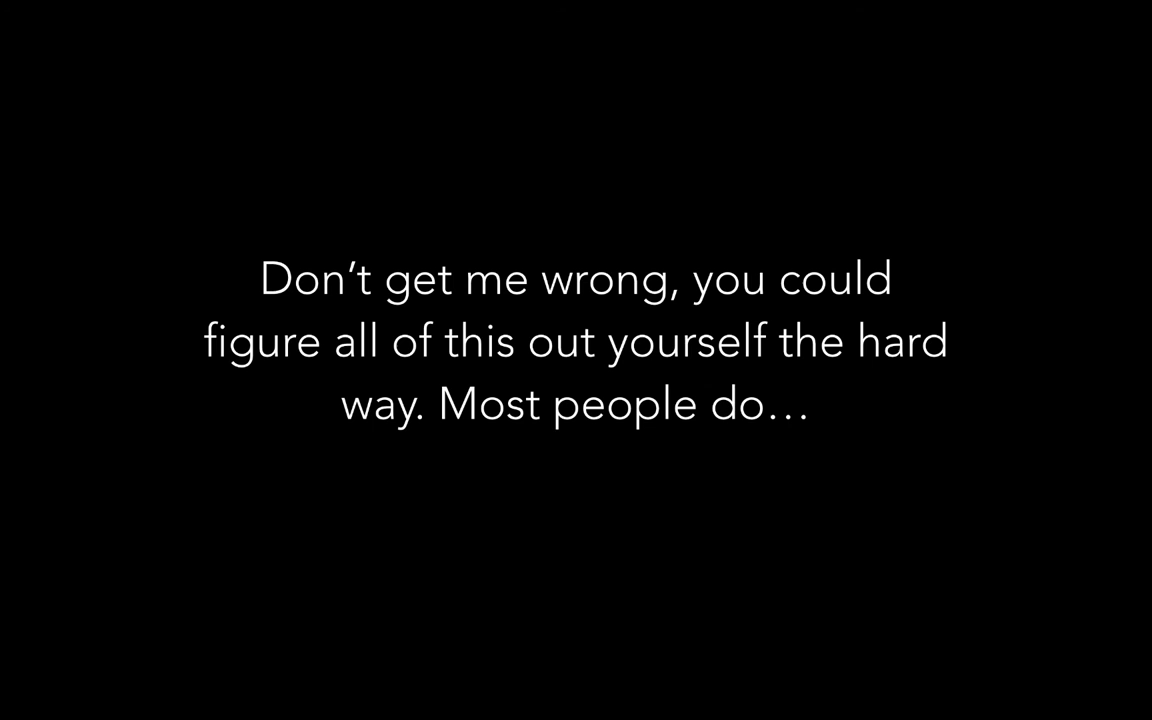 Don’t get me wrong, you could
figure all of this out yourself the hard
way. Most people do…